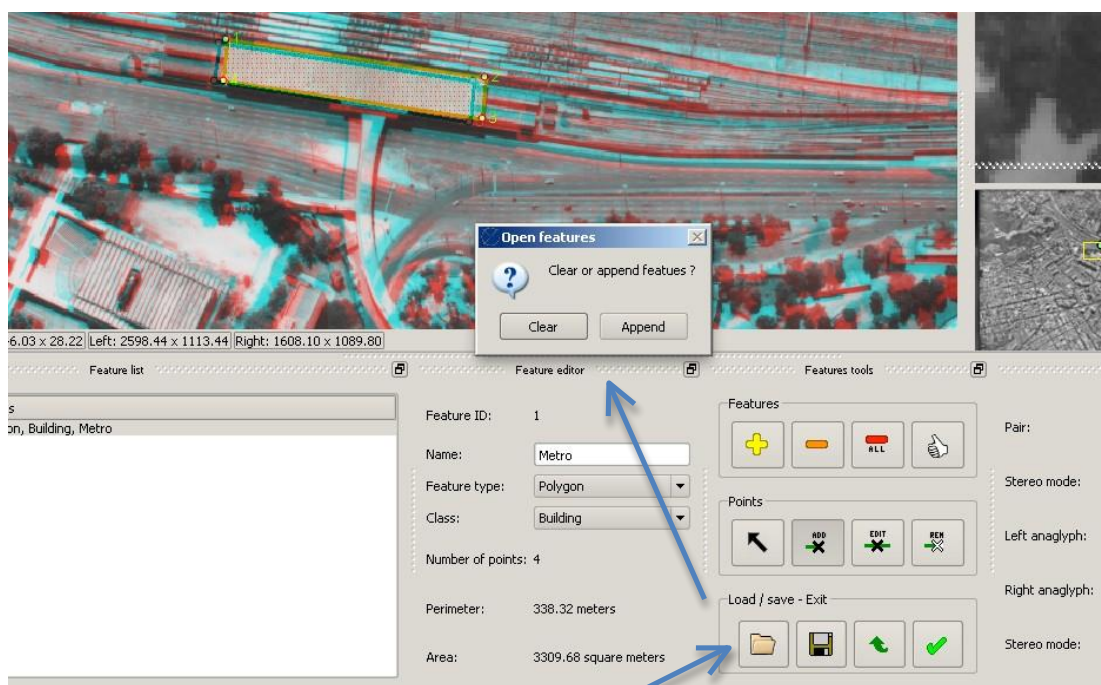 1
2
3
Open features
Clear or append featues ?
Clear
Append
6.03 x 28.22 Left: 2598.44 x 1113.44 Right: 1608.10 x 1089.80
Feature list
Feature editor
Features tools
s
on, Building, Metro
Feature ID: 1
Name: Metro
Feature type: Polygon
Class: Building
Number of points: 4
Perimeter: 338.32 meters
Area: 3309.68 square meters
Features
ALL
Points
ADD
EDIT
REM
Load / save - Exit
Pair:
Stereo mode:
Left anaglyph:
Right anaglyph:
Stereo mode: